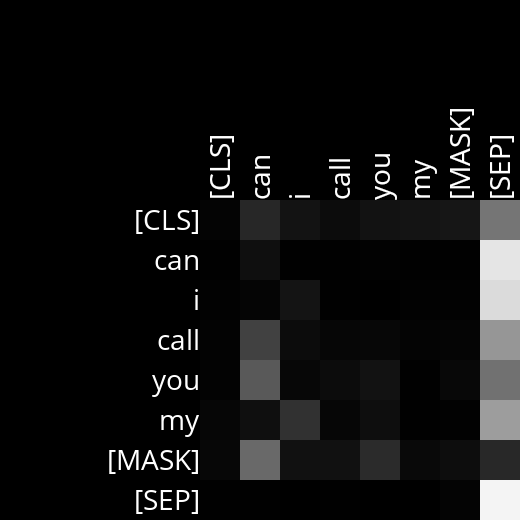 [CLS] can i call you my [MASK] [SEP]
[CLS]
can
i
call
you
my
[MASK]
[SEP]